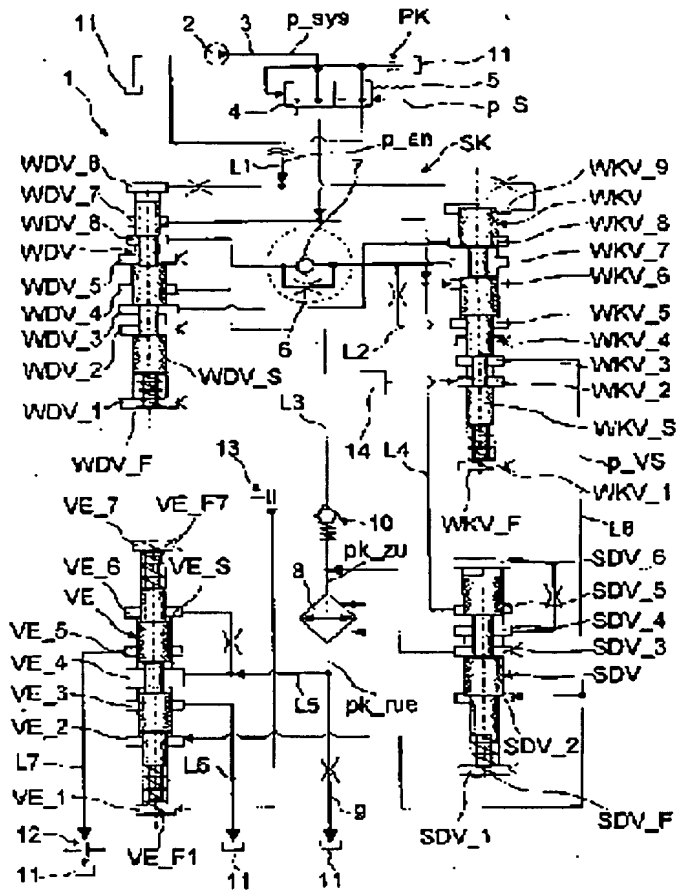 11
2
3
p_sys
PK
11
5
4
p_S
1
L1
p_en
7
SK
WDV_8
WDV_7
WDV_6
WDV
WDV_5
WDV_4
WDV_3
WDV_2
WDV_S
WDV_1
WDV_F
6
L2
WKV_9
WKV
WKV_8
WKV_7
WKV_6
WKV_5
WKV_4
WKV_3
WKV_2
WKV_S
p_VS
WKV_1
WKV_F
L3
14
L4
L8
13
10
pk_zu
8
VE_7
VE_F7
VE_6
VE_S
VE
VE_5
VE_4
VE_3
VE_2
L5
pk_rue
SDV_6
SDV_5
SDV_4
SDV_3
SDV
SDV_2
L7
L6
VE_1
9
SDV_1
SDV_F
12
VE_F1
11
11
11